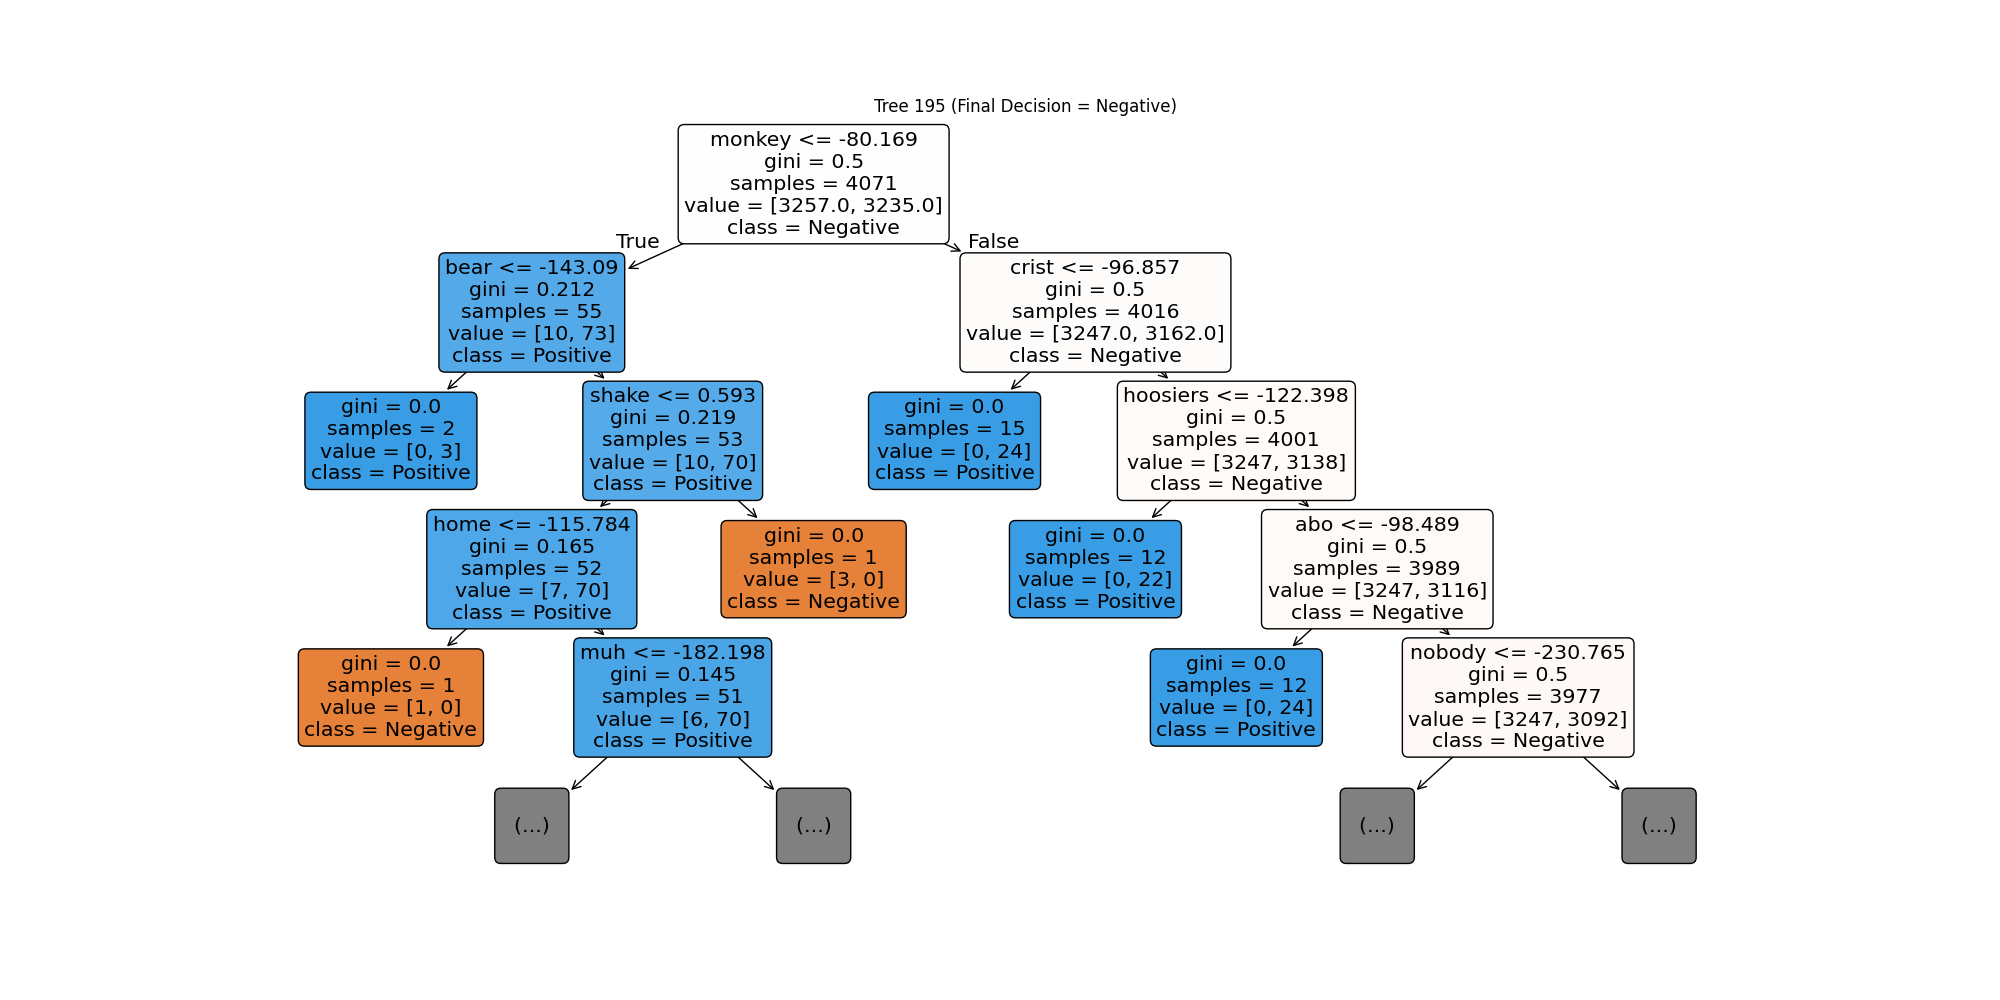 Tree 195 (Final Decision = Negative)
monkey <= -80.169
gini = 0.5
samples = 4071
value = [3257.0, 3235.0]
class = Negative
True
False
bear <= -143.09
gini = 0.212
samples = 55
value = [10, 73]
class = Positive
crist <= -96.857
gini = 0.5
samples = 4016
value = [3247.0, 3162.0]
class = Negative
gini = 0.0
samples = 2
value = [0, 3]
class = Positive
shake <= 0.593
gini = 0.219
samples = 53
value = [10, 70]
class = Positive
gini = 0.0
samples = 15
value = [0, 24]
class = Positive
hoosiers <= -122.398
gini = 0.5
samples = 4001
value = [3247, 3138]
class = Negative
home <= -115.784
gini = 0.165
samples = 52
value = [7, 70]
class = Positive
gini = 0.0
samples = 1
value = [3, 0]
class = Negative
gini = 0.0
samples = 12
value = [0, 22]
class = Positive
abo <= -98.489
gini = 0.5
samples = 3989
value = [3247, 3116]
class = Negative
gini = 0.0
samples = 1
value = [1, 0]
class = Negative
muh <= -182.198
gini = 0.145
samples = 51
value = [6, 70]
class = Positive
gini = 0.0
samples = 12
value = [0, 24]
class = Positive
nobody <= -230.765
gini = 0.5
samples = 3977
value = [3247, 3092]
class = Negative
(...)
(...)
(...)
(...)